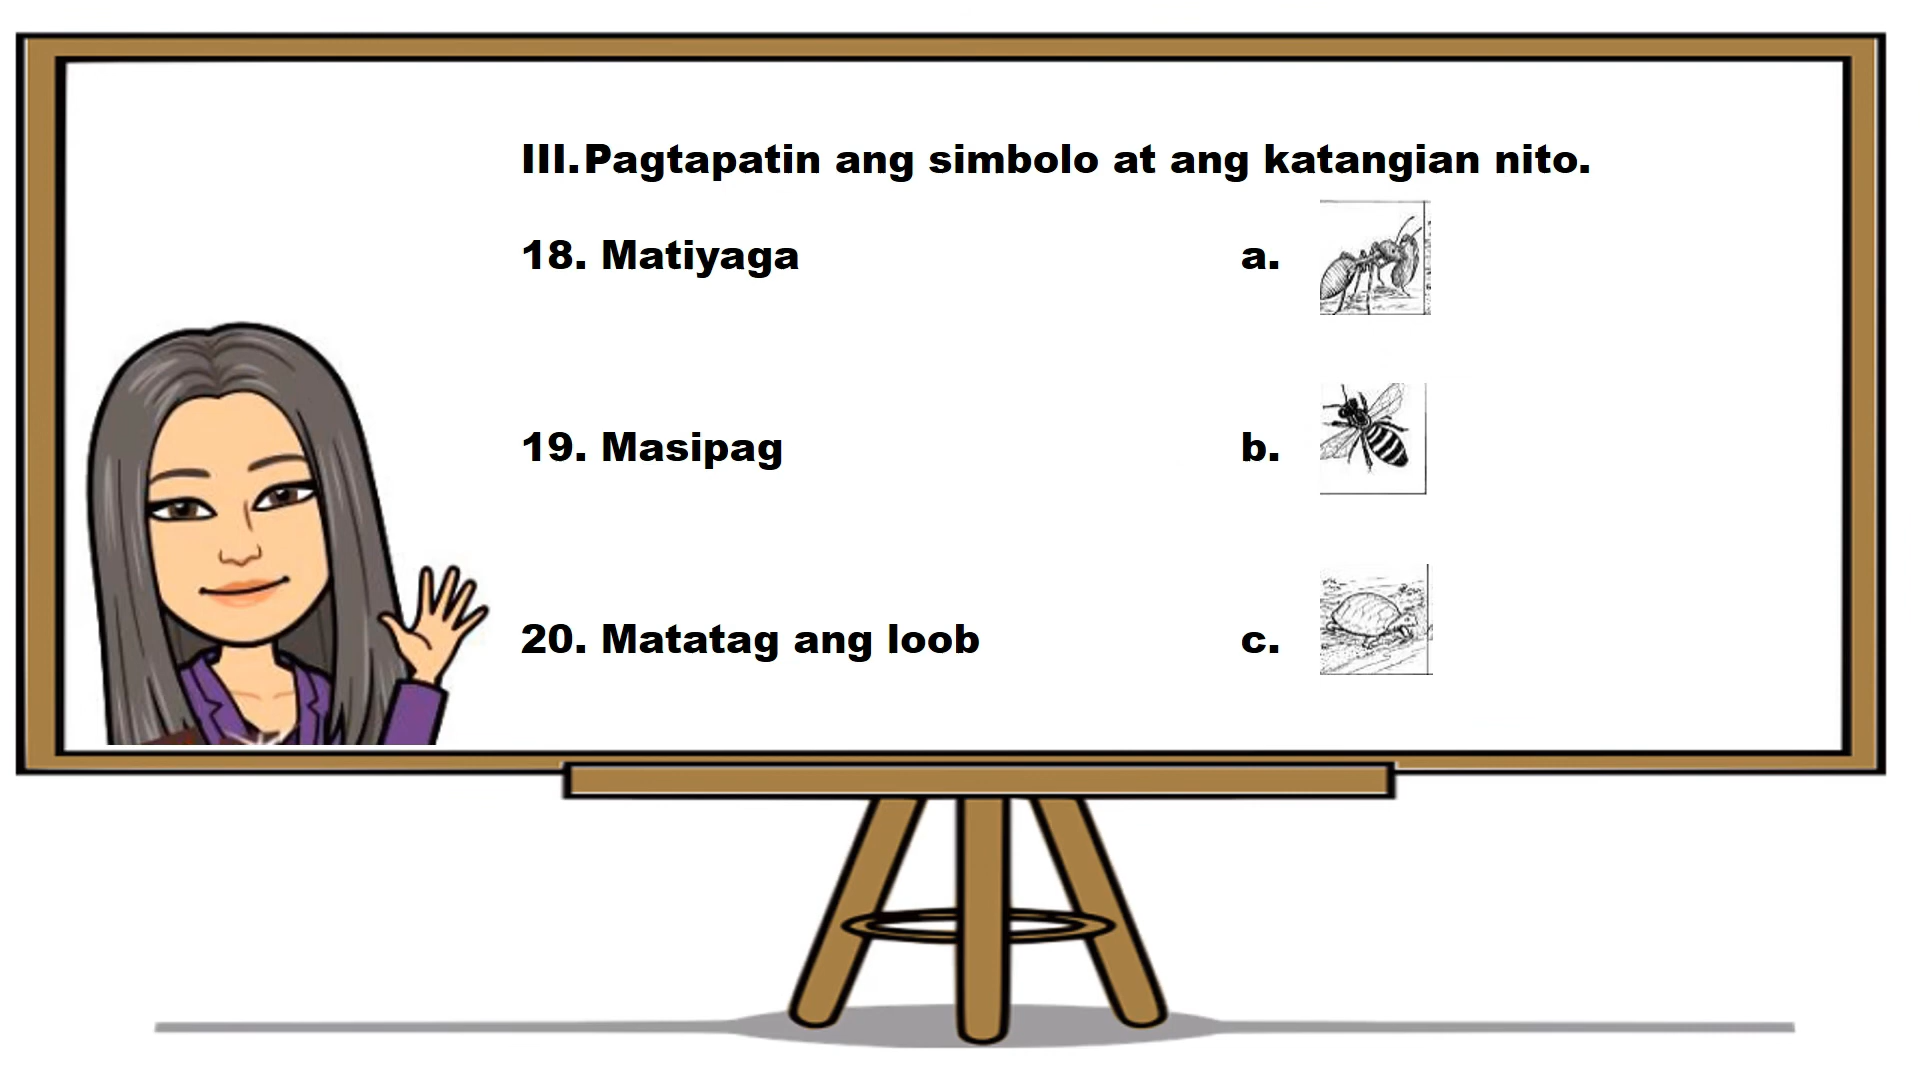 III.Pagtapatin ang simbolo at ang katangian nito.
18. Matiyaga a.
19. Masipag b.
20. Matatag ang loob c.